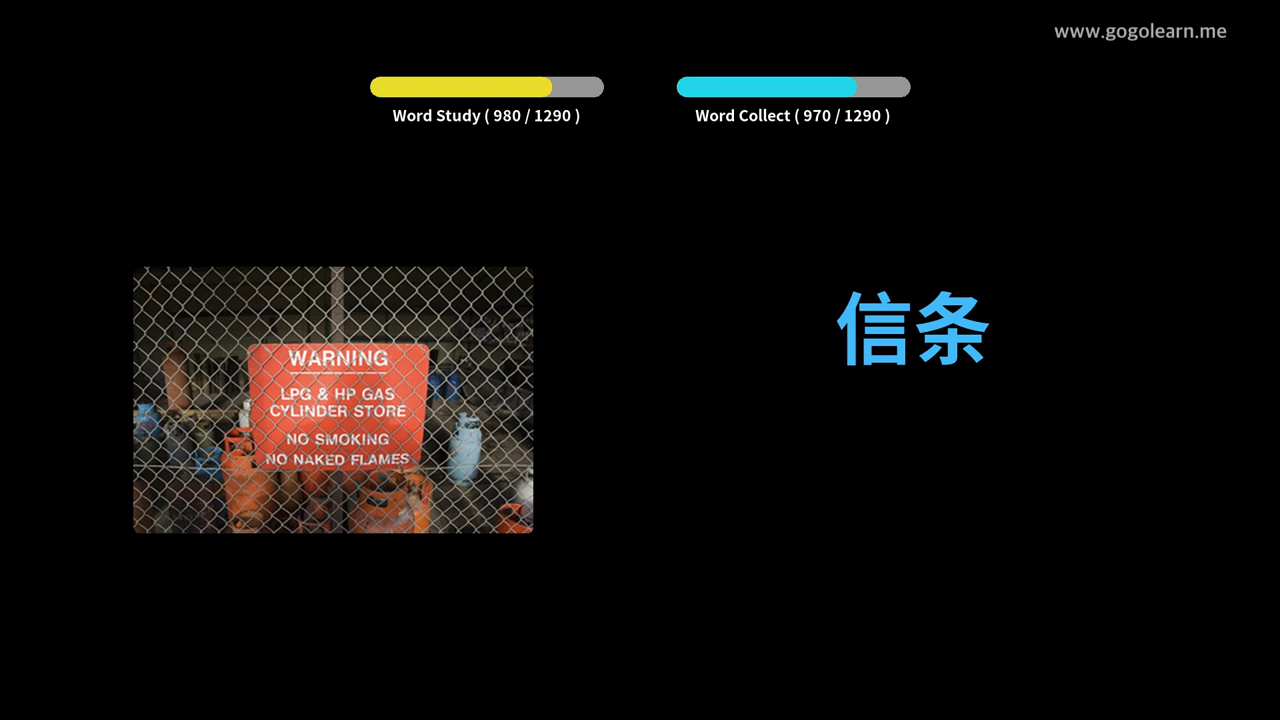 www.gogolearn.me
Word Study ( 980 / 1290 )
Word Collect ( 970 / 1290 )
信条
WARNING
LPG & HP GAS
CYLINDER STORE
NO SMOKING
NO NAKED FLAMES